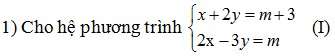 1) Cho hệ phương trình { x + 2y = m + 3 (I)
2x − 3y = m